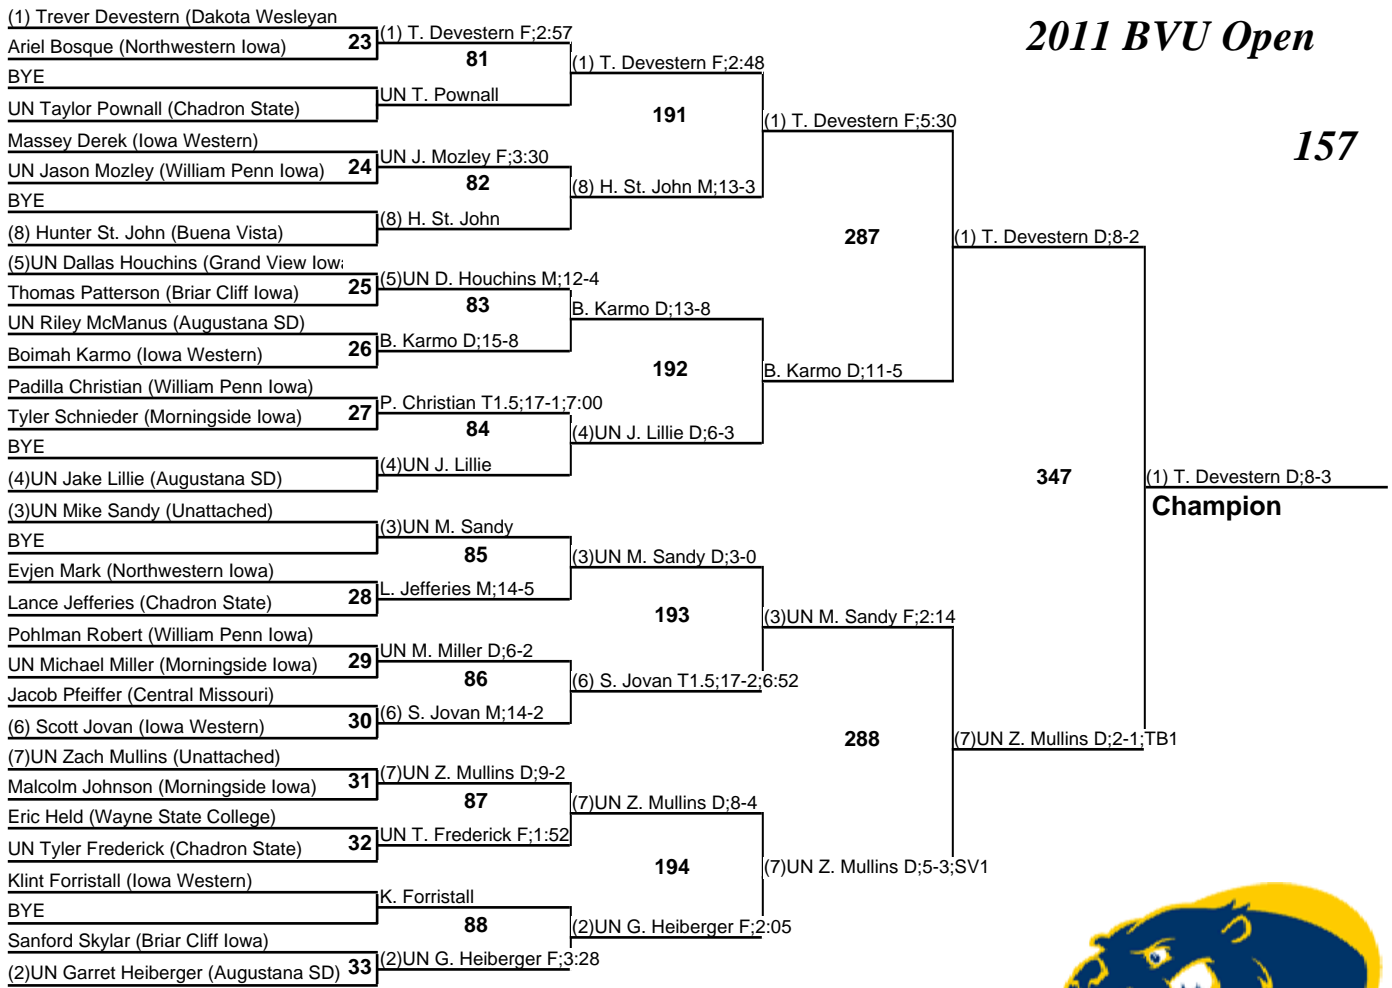 2011 BVU Open
157
(1) Trever Devestern (Dakota Wesleyan
Ariel Bosque (Northwestern Iowa)
BYE
UN Taylor Pownall (Chadron State)
Massey Derek (Iowa Western)
UN Jason Mozley (William Penn Iowa)
BYE
(8) Hunter St. John (Buena Vista)
(5)UN Dallas Houchins (Grand View Iowa
Thomas Patterson (Briar Cliff Iowa)
UN Riley McManus (Augustana SD)
Boimah Karmo (Iowa Western)
Padilla Christian (William Penn Iowa)
Tyler Schnieder (Morningside Iowa)
BYE
(4)UN Jake Lillie (Augustana SD)
(3)UN Mike Sandy (Unattached)
BYE
Evjen Mark (Northwestern Iowa)
Lance Jefferies (Chadron State)
Pohlman Robert (William Penn Iowa)
UN Michael Miller (Morningside Iowa)
Jacob Pfeiffer (Central Missouri)
(6) Scott Jovan (Iowa Western)
(7)UN Zach Mullins (Unattached)
Malcolm Johnson (Morningside Iowa)
Eric Held (Wayne State College)
UN Tyler Frederick (Chadron State)
Klint Forristall (Iowa Western)
BYE
Sanford Skylar (Briar Cliff Iowa)
(2)UN Garret Heiberger (Augustana SD)
23
24
25
26
27
28
29
30
31
32
33
(1) T. Devestern F;2:57
81
UN T. Pownall
UN J. Mozley F;3:30
82
(8) H. St. John
(5)UN D. Houchins M;12-4
83
B. Karmo D;15-8
P. Christian T1.5;17-1;7:00
84
(4)UN J. Lillie
(3)UN M. Sandy
85
L. Jefferies M;14-5
UN M. Miller D;6-2
86
(6) S. Jovan M;14-2
(7)UN Z. Mullins D;9-2
87
UN T. Frederick F;1:52
K. Forristall
88
(2)UN G. Heiberger F;3:28
(1) T. Devestern F;2:48
191
(8) H. St. John M;13-3
B. Karmo D;13-8
192
(4)UN J. Lillie D;6-3
(3)UN M. Sandy D;3-0
193
(6) S. Jovan T1.5;17-2;6:52
(7)UN Z. Mullins D;8-4
194
(2)UN G. Heiberger F;2:05
(1) T. Devestern F;5:30
287
B. Karmo D;11-5
(3)UN M. Sandy F;2:14
288
(7)UN Z. Mullins D;5-3;SV1
(1) T. Devestern D;8-2
347
(7)UN Z. Mullins D;2-1;TB1
(1) T. Devestern D;8-3
Champion